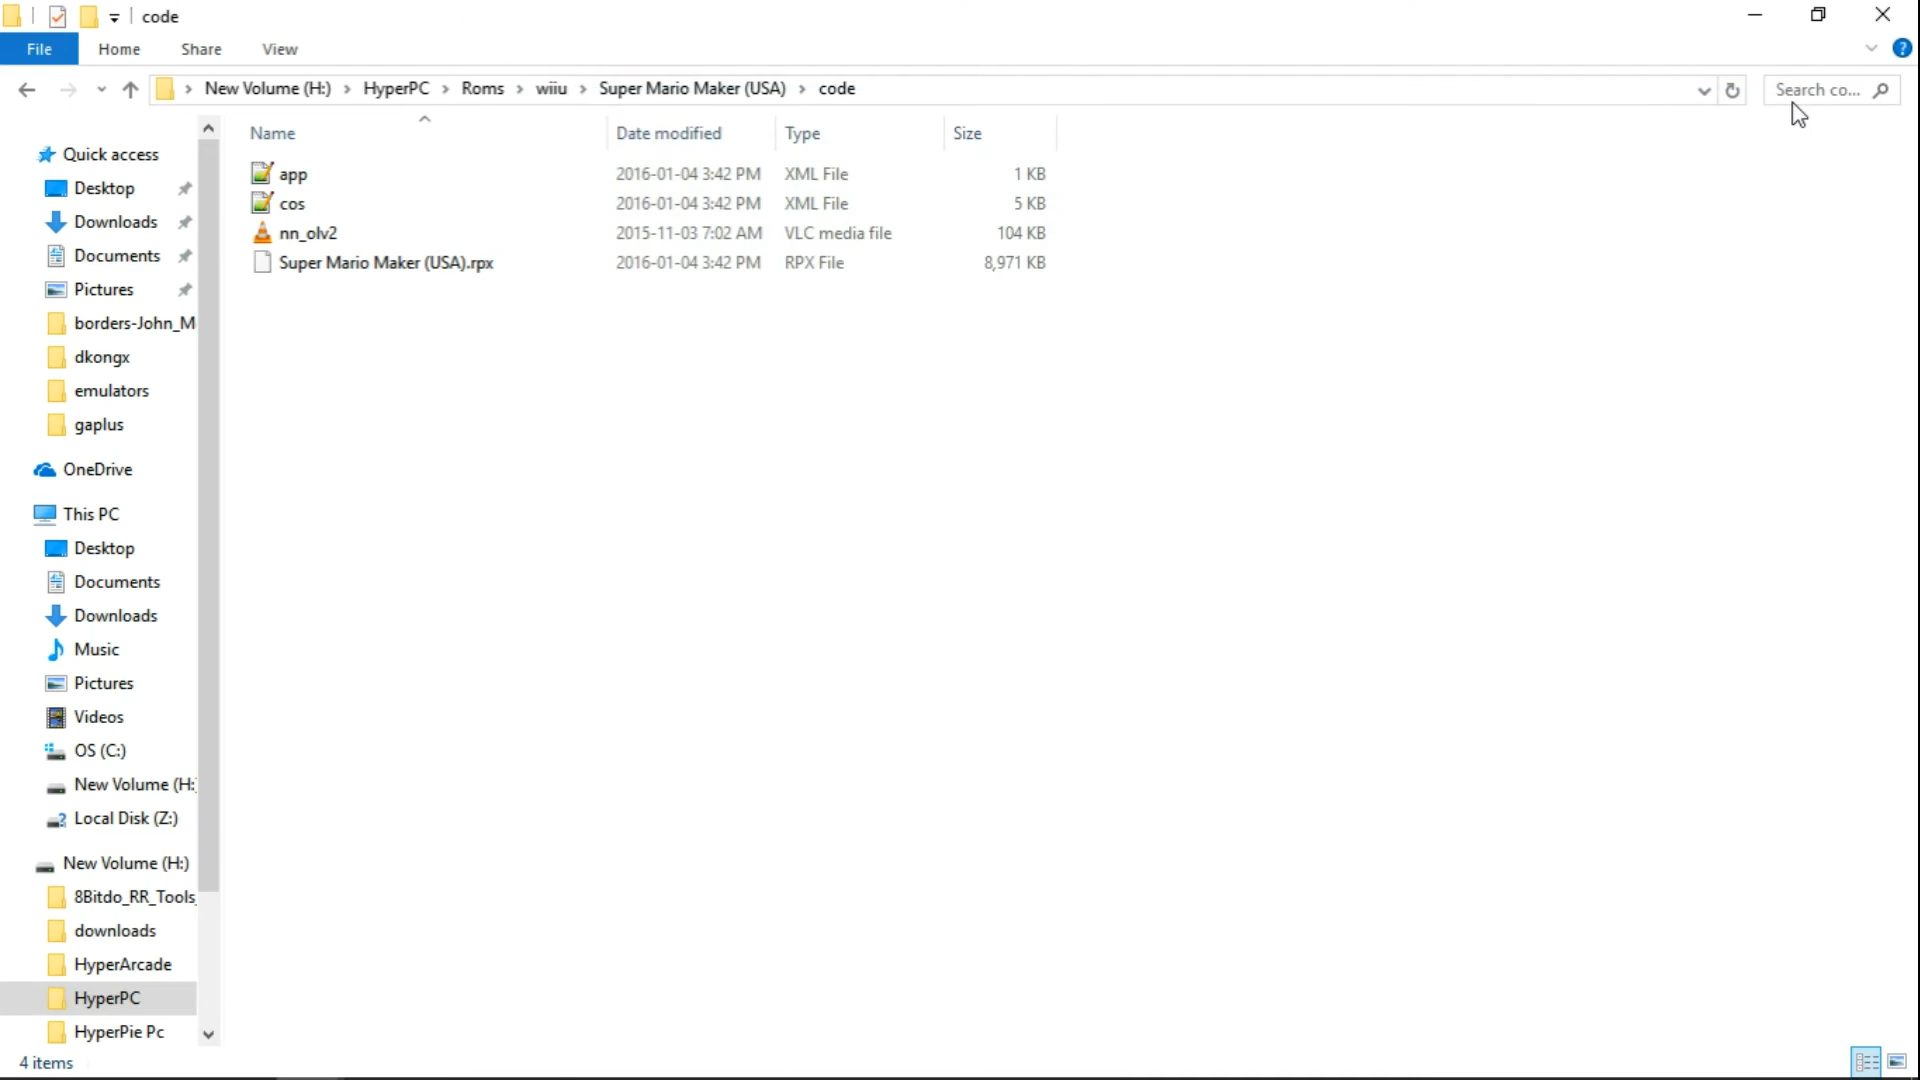 code
File Home Share View
New Volume (H:) HyperPC Roms wiiu Super Mario Maker (USA) code
Search co...
Name Date modified Type Size
app 2016-01-04 3:42 PM XML File 1 KB
cos 2016-01-04 3:42 PM XML File 5 KB
nn_olv2 2015-11-03 7:02 AM VLC media file 104 KB
Super Mario Maker (USA).rpx 2016-01-04 3:42 PM RPX File 8,971 KB
Quick access
Desktop
Downloads
Documents
Pictures
borders-John_M
dkongx
emulators
gaplus
OneDrive
This PC
Desktop
Documents
Downloads
Music
Pictures
Videos
OS (C:)
New Volume (H:
Local Disk (Z:)
New Volume (H:)
8Bitdo_RR_Tools_
downloads
HyperArcade
HyperPC
HyperPie Pc
4 items